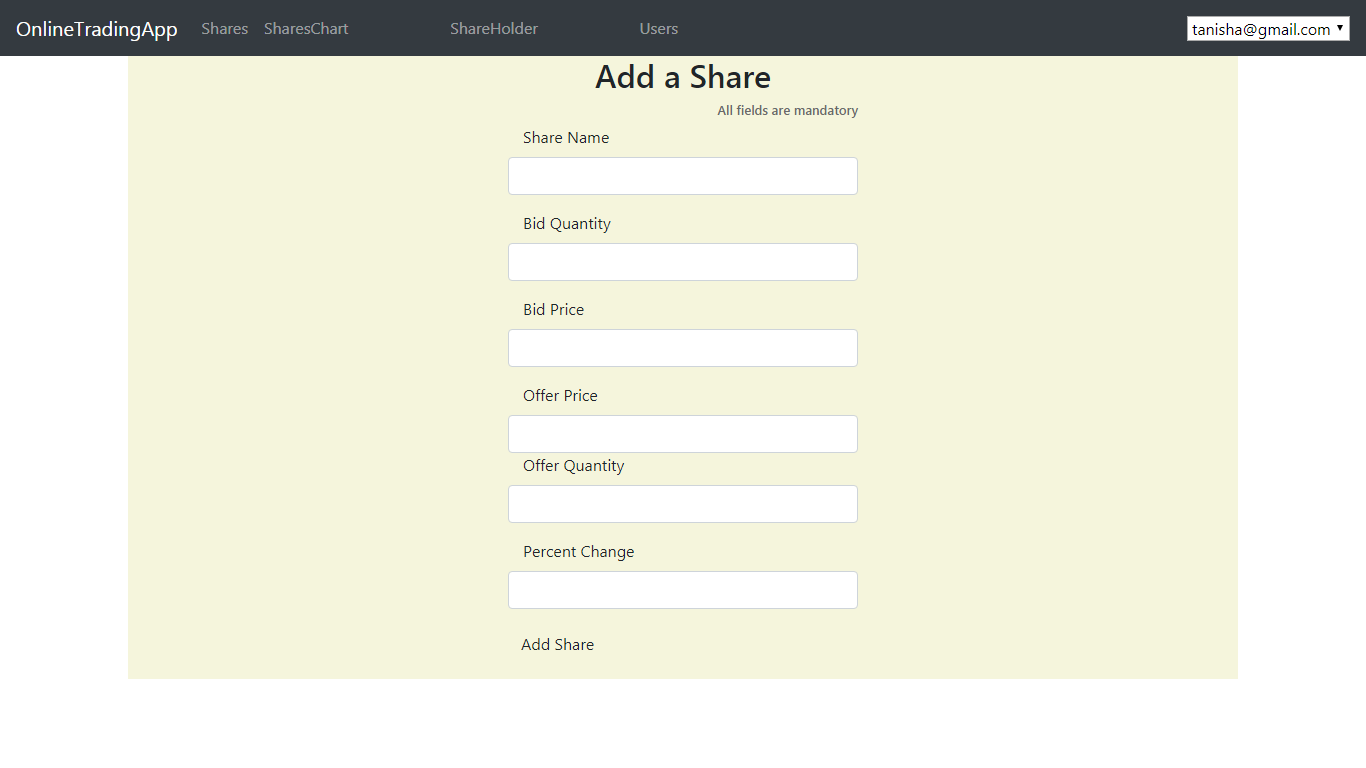 OnlineTradingApp Shares SharesChart ShareHolder Users tanisha@gmail.com
Add a Share
All fields are mandatory
Share Name
Bid Quantity
Bid Price
Offer Price
Offer Quantity
Percent Change
Add Share